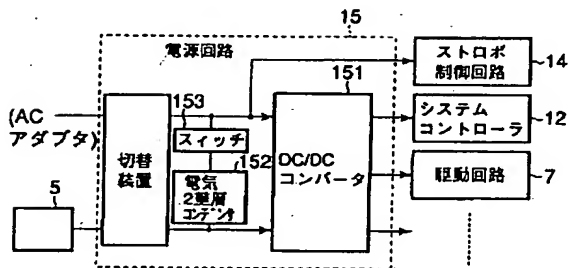 15
電源回路
151
ストロボ
制御回路
14
(AC
アダプタ)
153
スィッチ
システム
コントローラ
12
切替
装置
152
電気
2重層
コンデンサ
DC/DC
コンバータ
駆動回路
7
5